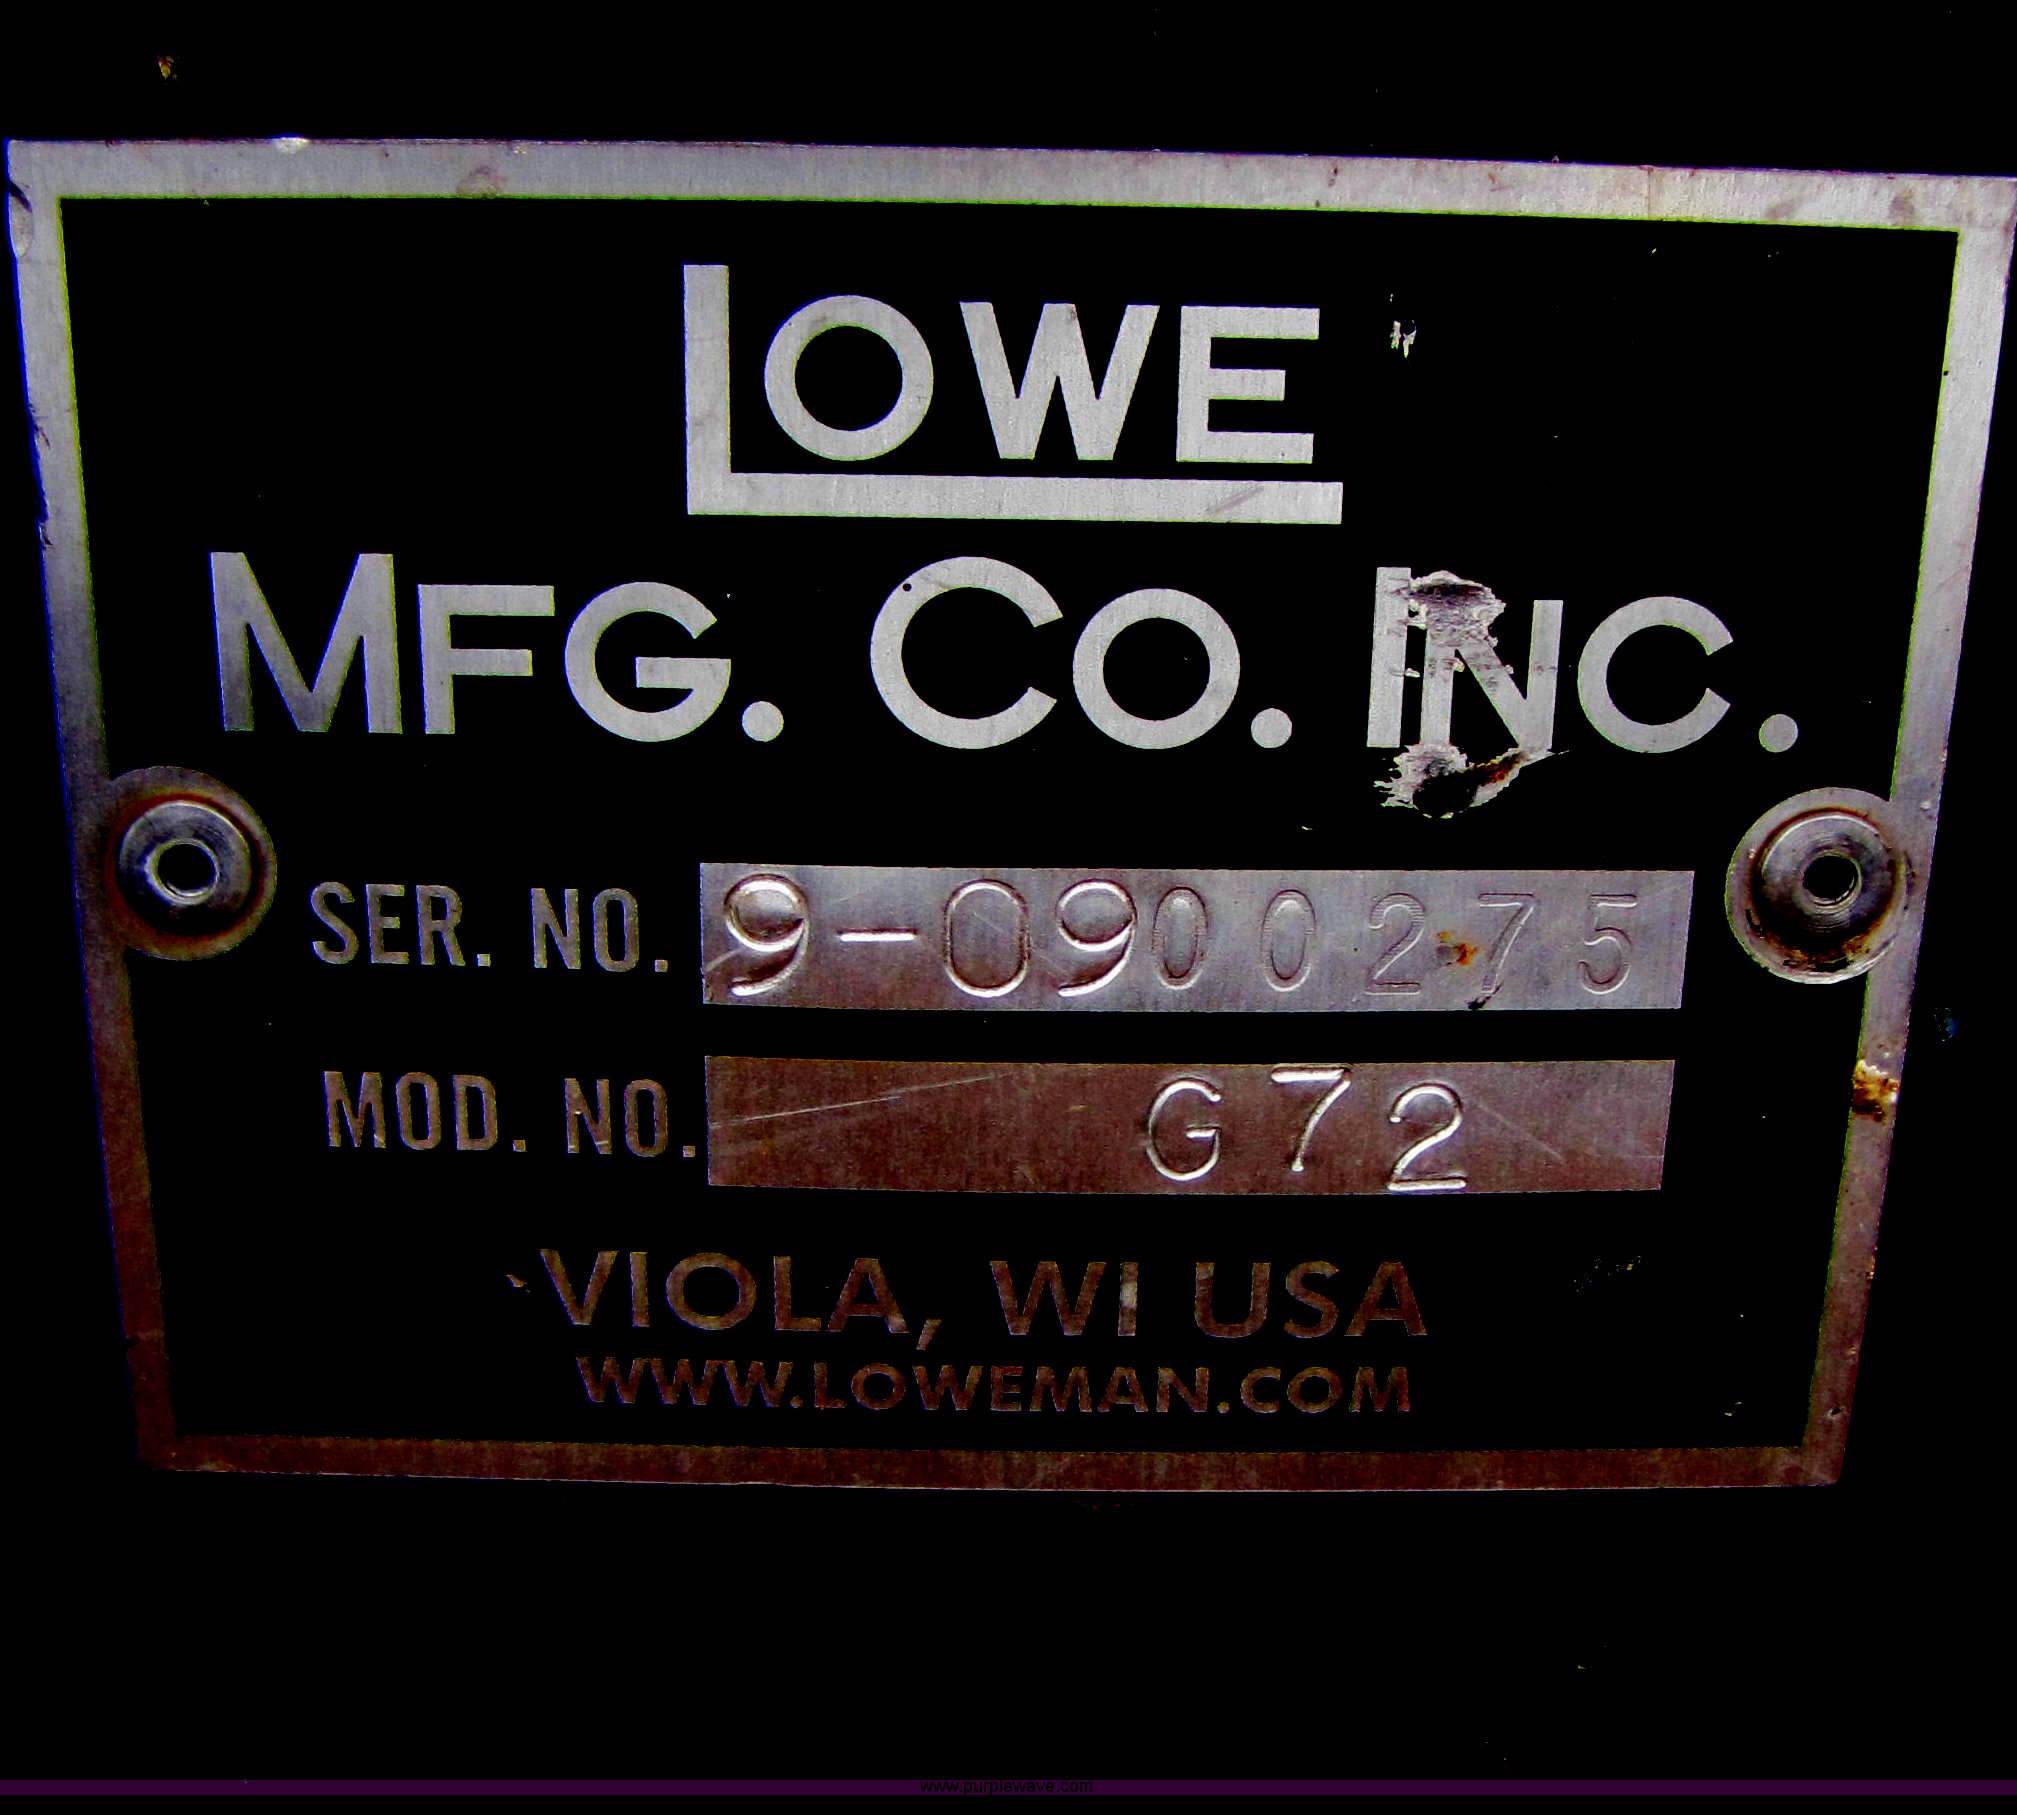 LOWE
MFG. CO. INC.
SER. NO. 9-0900275
MOD. NO. G72
VIOLA, WI USA
WWW.LOWEMAN.COM
www.purplewave.com